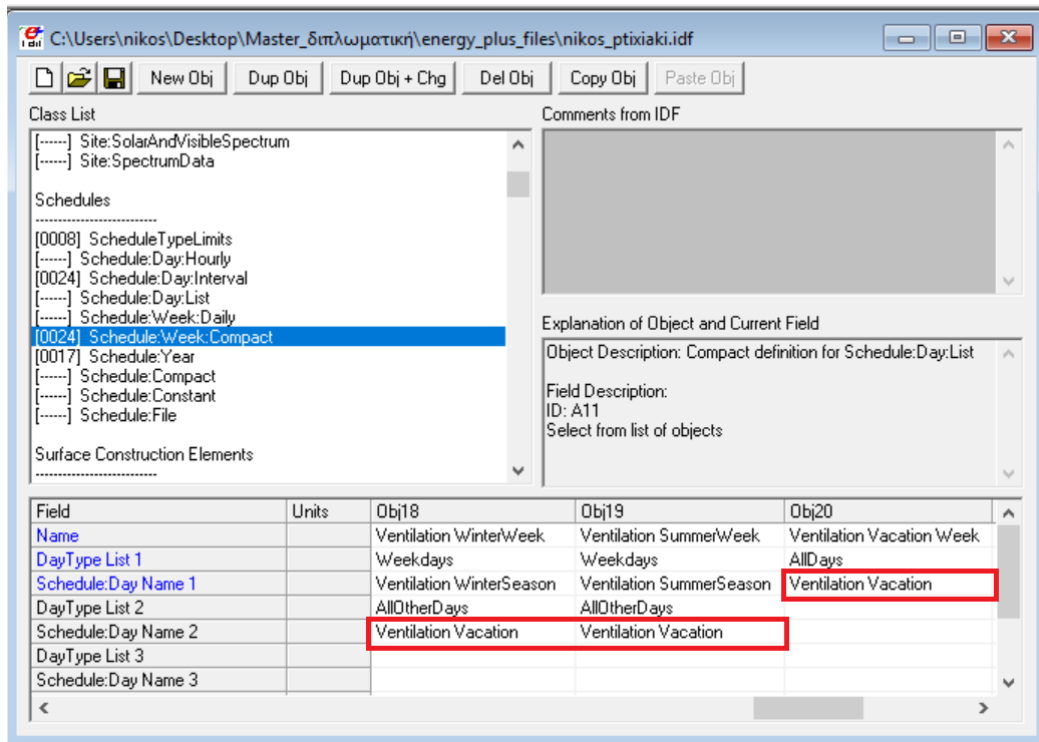 C:\Users\nikos\Desktop\Master_διπλωματική\energy_plus_files\nikos_ptixiaki.idf
New Obj Dup Obj Dup Obj + Chg Del Obj Copy Obj Paste Obj
Class List
[------] Site:SolarAndVisibleSpectrum
[------] Site:SpectrumData
Schedules
---------------------------
[0008] ScheduleTypeLimits
[------] Schedule:Day:Hourly
[0024] Schedule:Day:Interval
[------] Schedule:Day:List
[------] Schedule:Week:Daily
[0024] Schedule:Week:Compact
[0017] Schedule:Year
[------] Schedule:Compact
[------] Schedule:Constant
[------] Schedule:File
Surface Construction Elements
---------------------------
Comments from IDF
Explanation of Object and Current Field
Object Description: Compact definition for Schedule:Day:List
Field Description:
ID: A11
Select from list of objects
Field Units Obj18 Obj19 Obj20
Name Ventilation WinterWeek Ventilation SummerWeek Ventilation Vacation Week
DayType List 1 Weekdays Weekdays AllDays
Schedule:Day Name 1 Ventilation WinterSeason Ventilation SummerSeason Ventilation Vacation
DayType List 2 AllOtherDays AllOtherDays
Schedule:Day Name 2 Ventilation Vacation Ventilation Vacation
DayType List 3
Schedule:Day Name 3